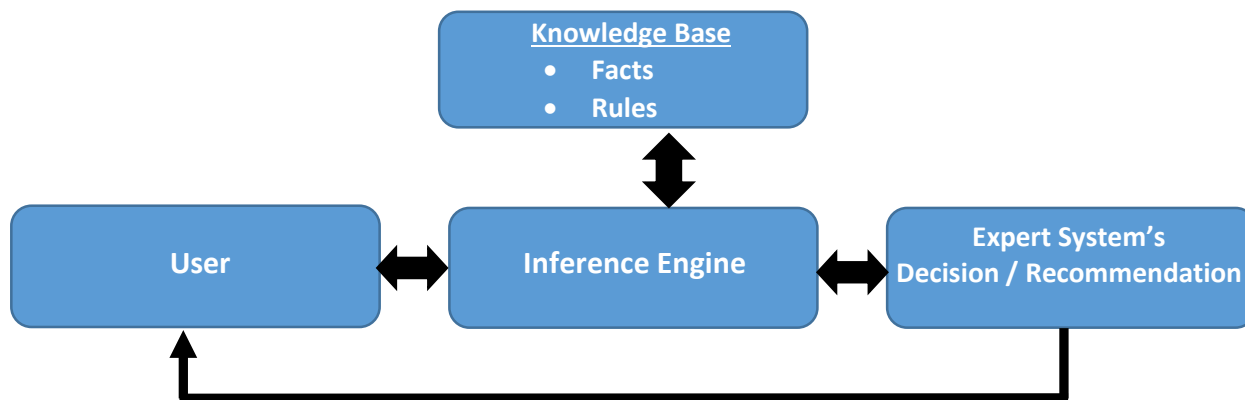 Knowledge Base
• Facts
• Rules
User
Inference Engine
Expert System’s
Decision / Recommendation